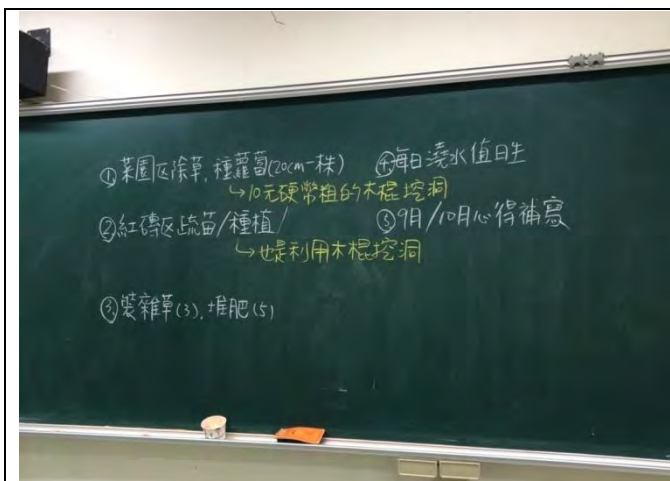 ①菜園区除草,種蘿蔔(20cm一株)
↳10元硬幣粗的木棍挖洞
②紅磚区疏苗/種植/
↳也是利用木棍挖洞
③裝雜草(3),堆肥(5)
④每日澆水值日生
⑤9月/10月心得補寫